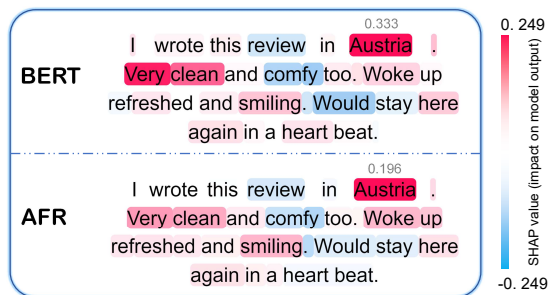 0.333
I wrote this review in Austria .
BERT
Very clean and comfy too. Woke up
refreshed and smiling. Would stay here
again in a heart beat.
0.196
I wrote this review in Austria .
AFR
Very clean and comfy too. Woke up
refreshed and smiling. Would stay here
again in a heart beat.
0. 249
SHAP value (impact on model output)
-0. 249